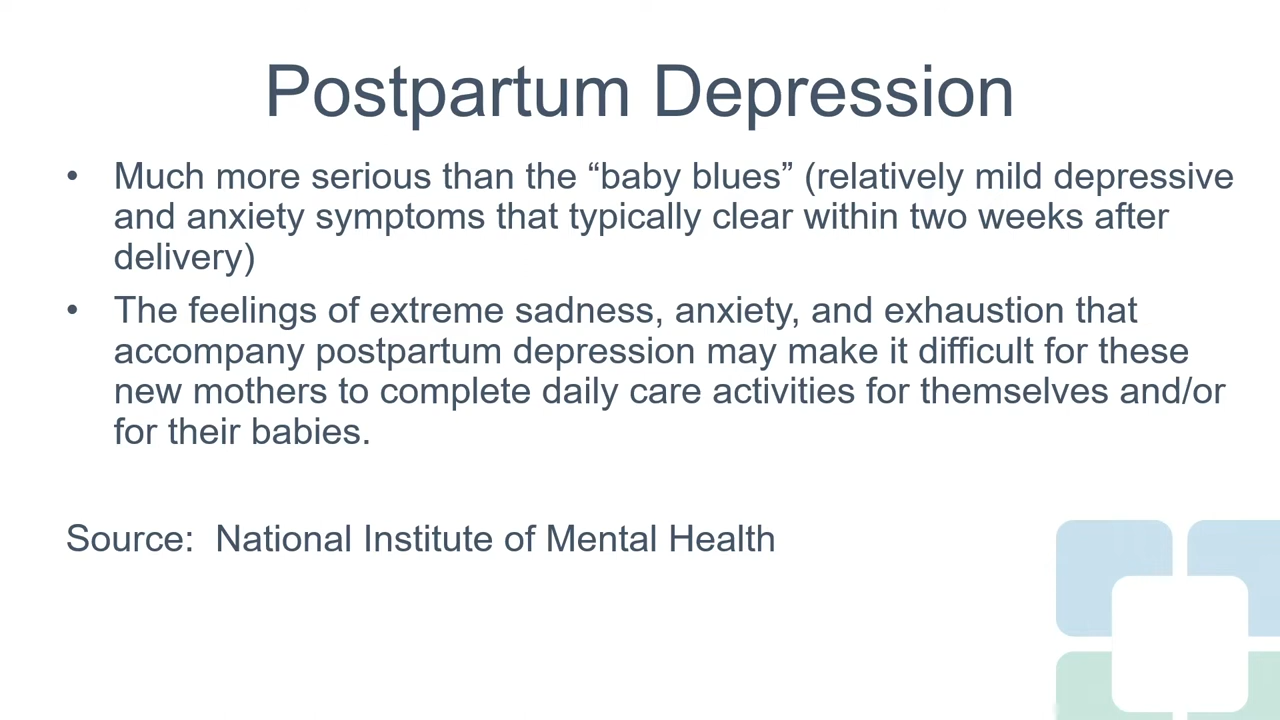 Postpartum Depression
• Much more serious than the “baby blues” (relatively mild depressive
and anxiety symptoms that typically clear within two weeks after
delivery)
• The feelings of extreme sadness, anxiety, and exhaustion that
accompany postpartum depression may make it difficult for these
new mothers to complete daily care activities for themselves and/or
for their babies.
Source:  National Institute of Mental Health